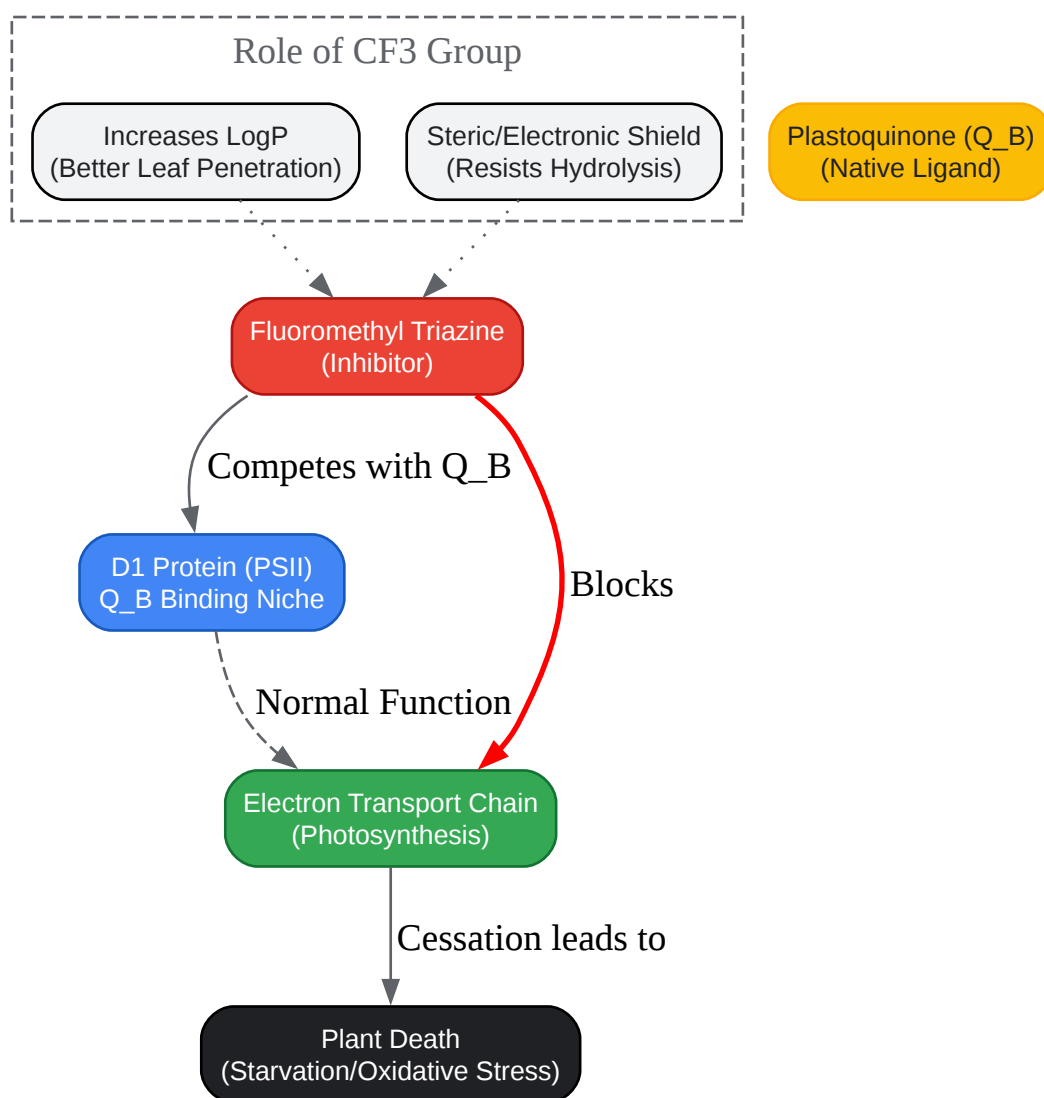 Role of CF3 Group
Increases LogP
(Better Leaf Penetration)
Steric/Electronic Shield
(Resists Hydrolysis)
Plastoquinone (Q_B)
(Native Ligand)
Fluoromethyl Triazine
(Inhibitor)
Competes with Q_B
D1 Protein (PSII)
Q_B Binding Niche
Blocks
Normal Function
Electron Transport Chain
(Photosynthesis)
Cessation leads to
Plant Death
(Starvation/Oxidative Stress)